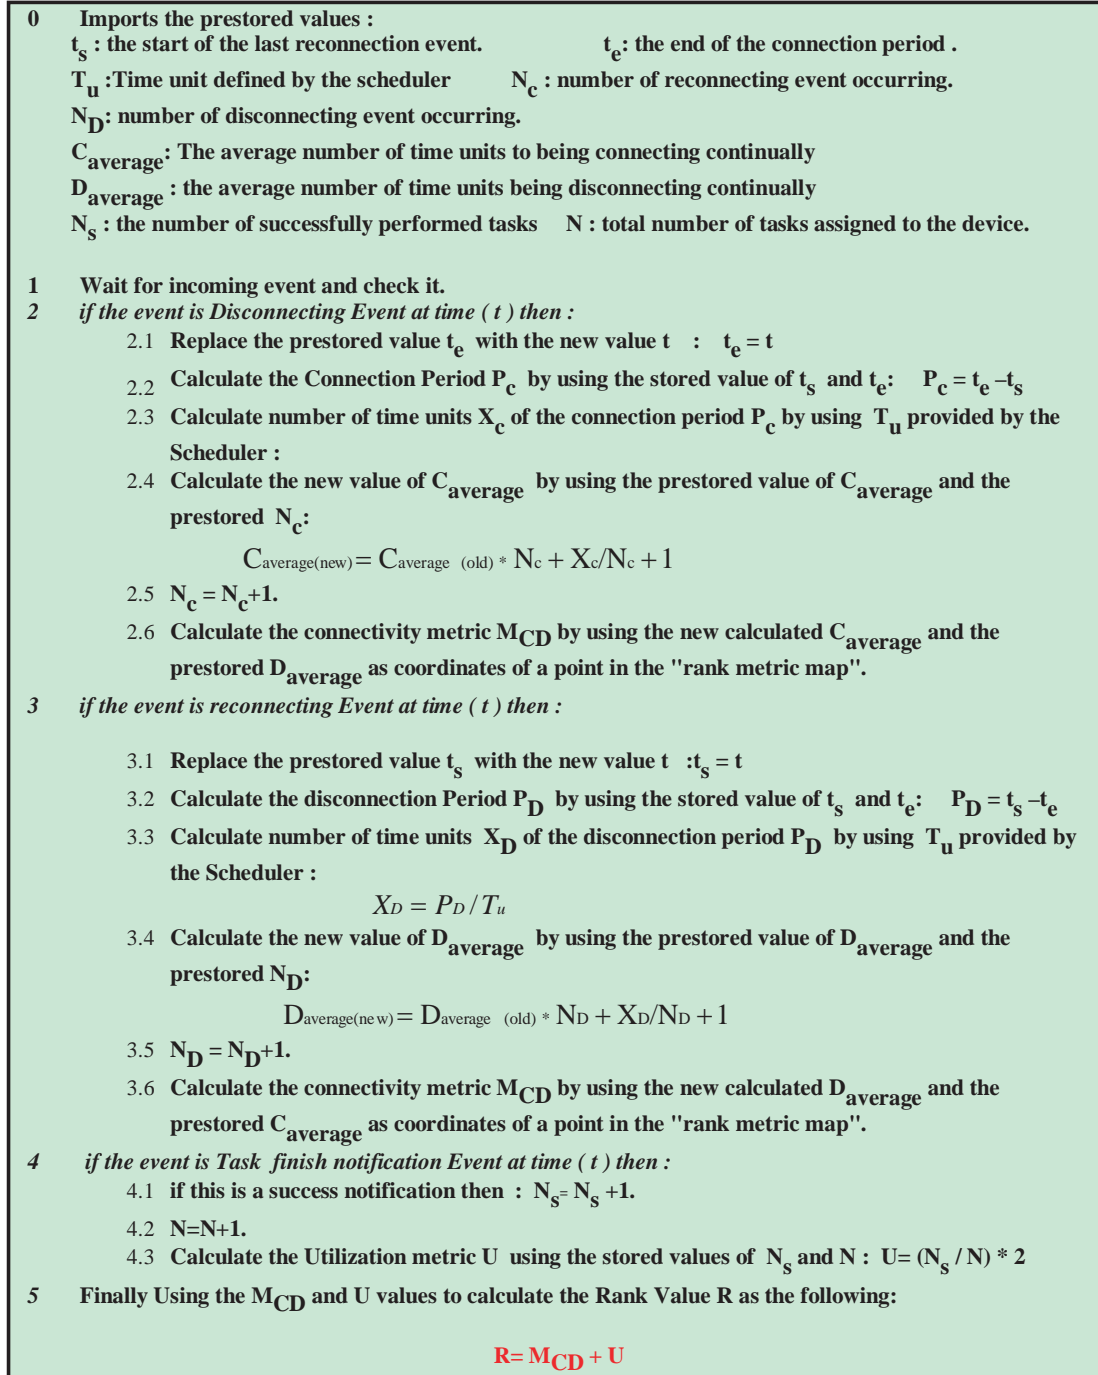 0 Imports the prestored values :
ts : the start of the last reconnection event. te: the end of the connection period .
Tu :Time unit defined by the scheduler Nc : number of reconnecting event occurring.
ND: number of disconnecting event occurring.
Caverage: The average number of time units to being connecting continually
Daverage : the average number of time units being disconnecting continually
Ns : the number of successfully performed tasks N : total number of tasks assigned to the device.
1 Wait for incoming event and check it.
2 if the event is Disconnecting Event at time ( t ) then :
2.1 Replace the prestored value te with the new value t : te = t
2.2 Calculate the Connection Period Pc by using the stored value of ts and te: Pc = te –ts
2.3 Calculate number of time units Xc of the connection period Pc by using Tu provided by the
Scheduler :
2.4 Calculate the new value of Caverage by using the prestored value of Caverage and the
prestored Nc:
Caverage(new) = Caverage (old) * Nc + Xc/Nc + 1
2.5 Nc = Nc+1.
2.6 Calculate the connectivity metric MCD by using the new calculated Caverage and the
prestored Daverage as coordinates of a point in the "rank metric map".
3 if the event is reconnecting Event at time ( t ) then :
3.1 Replace the prestored value ts with the new value t :ts = t
3.2 Calculate the disconnection Period PD by using the stored value of ts and te: PD = ts –te
3.3 Calculate number of time units XD of the disconnection period PD by using Tu provided by
the Scheduler :
XD = PD / Tu
3.4 Calculate the new value of Daverage by using the prestored value of Daverage and the
prestored ND:
Daverage(new) = Daverage (old) * ND + XD/ND + 1
3.5 ND = ND+1.
3.6 Calculate the connectivity metric MCD by using the new calculated Daverage and the
prestored Caverage as coordinates of a point in the "rank metric map".
4 if the event is Task finish notification Event at time ( t ) then :
4.1 if this is a success notification then : Ns= Ns +1.
4.2 N=N+1.
4.3 Calculate the Utilization metric U using the stored values of Ns and N : U= (Ns / N) * 2
5 Finally Using the MCD and U values to calculate the Rank Value R as the following:
R= MCD + U